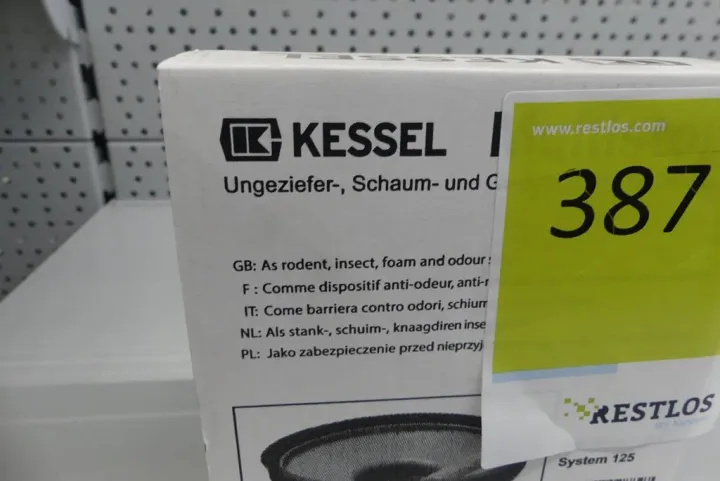 KESSEL
www.restlos.com
387
Ungeziefer-, Schaum- und G
GB: As rodent, insect, foam and odour s
F : Comme dispositif anti-odeur, anti-r
IT: Come barriera contro odori, schium
NL: Als stank-, schuim-, knaagdiren inse
PL: Jako zabezpieczenie przed nieprzyj
RESTLOS
System 125